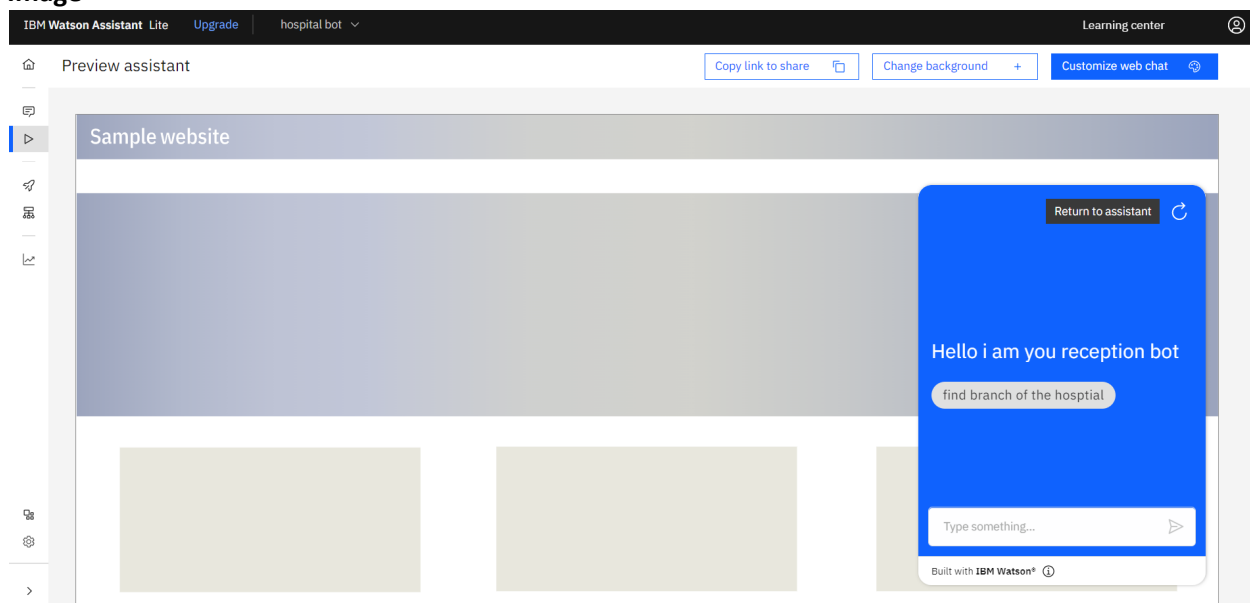 IBM Watson Assistant Lite Upgrade hospital bot Learning center
Preview assistant Copy link to share Change background + Customize web chat
Sample website
Return to assistant
Hello i am you reception bot
find branch of the hosptial
Type something...
Built with IBM Watson®